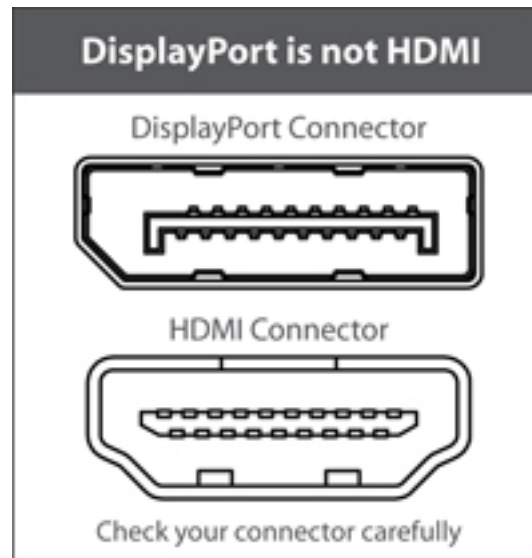 DisplayPort is not HDMI
DisplayPort Connector
HDMI Connector
Check your connector carefully